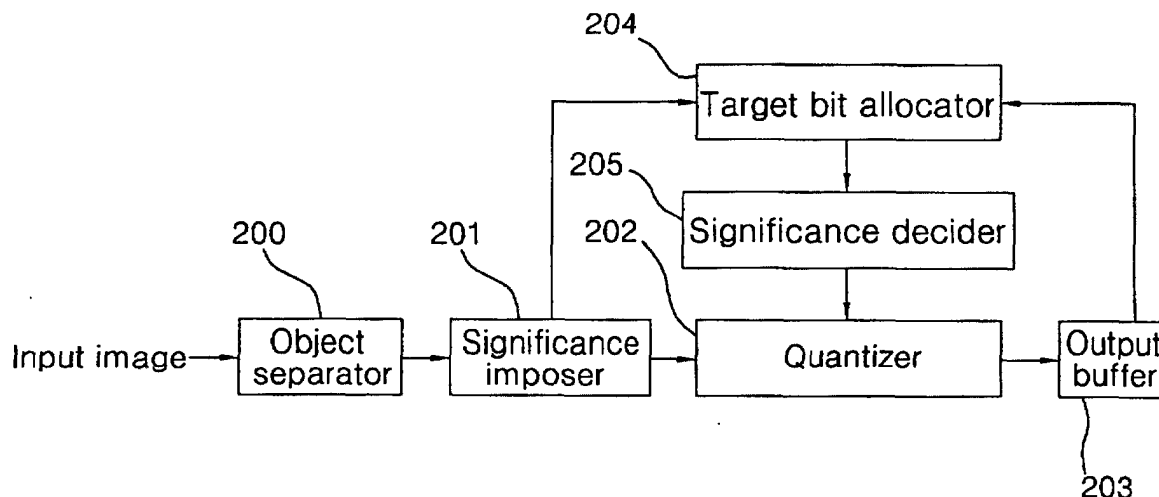 204
Target bit allocator
205
Significance decider
200
201
202
Input image
Object
separator
Significance
imposer
Quantizer
Output
buffer
203